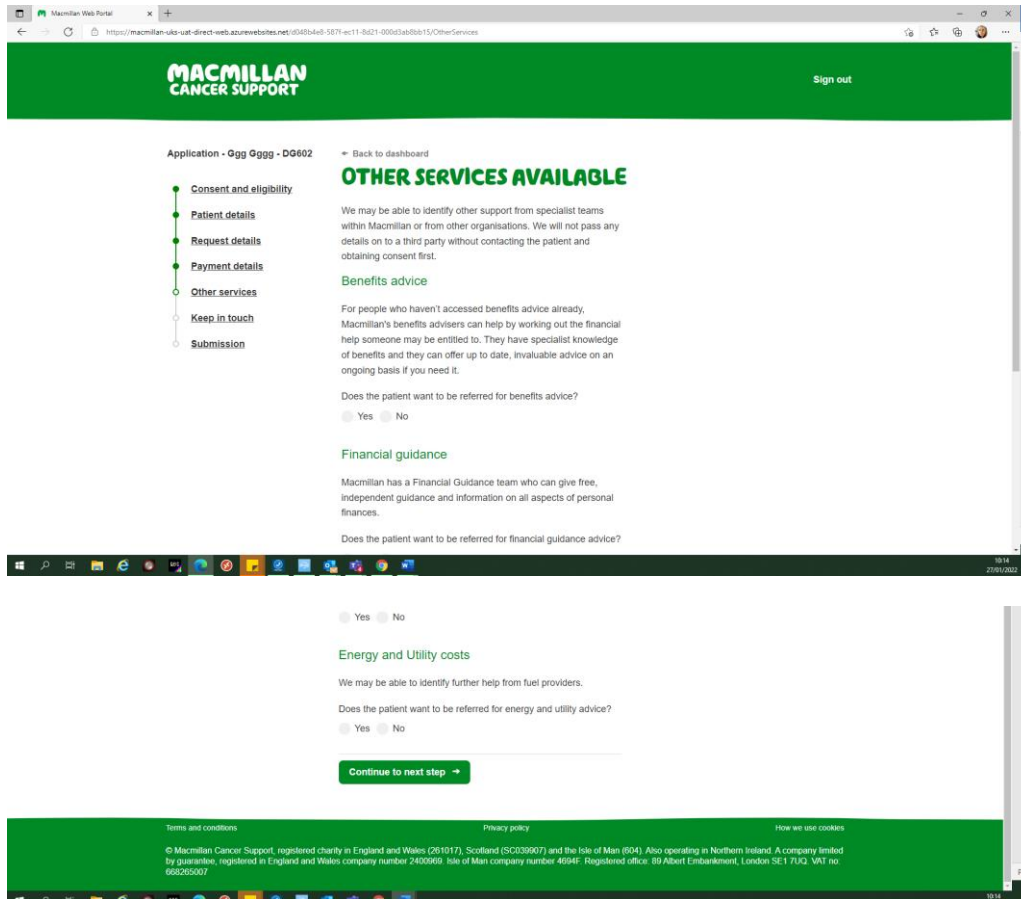 Macmillan Web Portal
https://macmillan-uks-uat-direct-web.azurewebsites.net/d048b4e8-587f-ec11-8d21-000d3ab8bb15/OtherServices
MACMILLAN
CANCER SUPPORT
Sign out
Application - Ggg Gggg - DG602
Consent and eligibility
Patient details
Request details
Payment details
Other services
Keep in touch
Submission
Back to dashboard
OTHER SERVICES AVAILABLE
We may be able to identify other support from specialist teams
within Macmillan or from other organisations. We will not pass any
details on to a third party without contacting the patient and
obtaining consent first.
Benefits advice
For people who haven't accessed benefits advice already,
Macmillan's benefits advisers can help by working out the financial
help someone may be entitled to. They have specialist knowledge
of benefits and they can offer up to date, invaluable advice on an
ongoing basis if you need it.
Does the patient want to be referred for benefits advice?
Yes No
Financial guidance
Macmillan has a Financial Guidance team who can give free,
independent guidance and information on all aspects of personal
finances.
Does the patient want to be referred for financial guidance advice?
10:14
27/01/2022
Yes No
Energy and Utility costs
We may be able to identify further help from fuel providers.
Does the patient want to be referred for energy and utility advice?
Yes No
Continue to next step
Terms and conditions Privacy policy How we use cookies
© Macmillan Cancer Support, registered charity in England and Wales (261017), Scotland (SC039907) and the Isle of Man (604). Also operating in Northern Ireland. A company limited
by guarantee, registered in England and Wales company number 2400969. Isle of Man company number 4694F. Registered office: 89 Albert Embankment, London SE1 7UQ. VAT no:
668265007
10:14